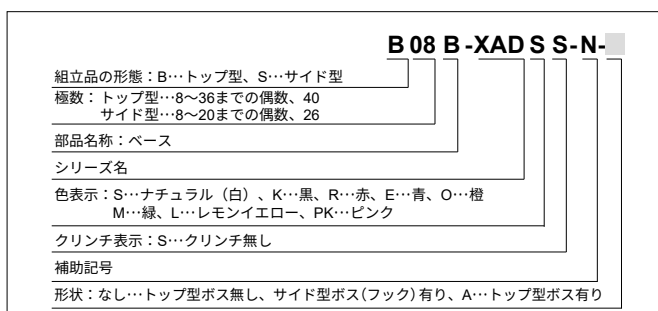 B 08 B -XAD S S-N-
組立品の形態：B…トップ型、S…サイド型
極数：トップ型…8～36までの偶数、40
サイド型…8～20までの偶数、26
部品名称：ベース
シリーズ名
色表示：S…ナチュラル（白）、K…黒、R…赤、E…青、O…橙
M…緑、L…レモンイエロー、PK…ピンク
クリンチ表示：S…クリンチ無し
補助記号
形状：なし…トップ型ボス無し、サイド型ボス（フック）有り、A…トップ型ボス有り